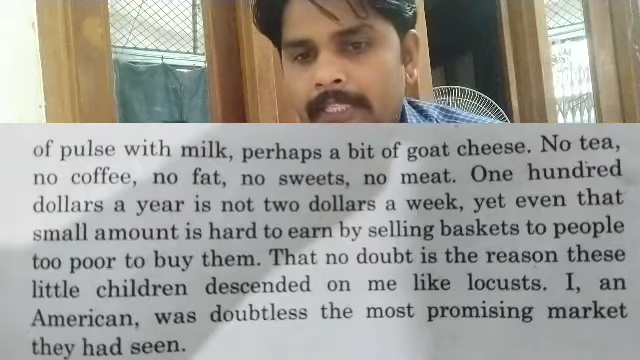 of pulse with milk, perhaps a bit of goat cheese. No tea,
no coffee, no fat, no sweets, no meat. One hundred
dollars a year is not two dollars a week, yet even that
small amount is hard to earn by selling baskets to people
too poor to buy them. That no doubt is the reason these
little children descended on me like locusts. I, an
American, was doubtless the most promising market
they had seen.